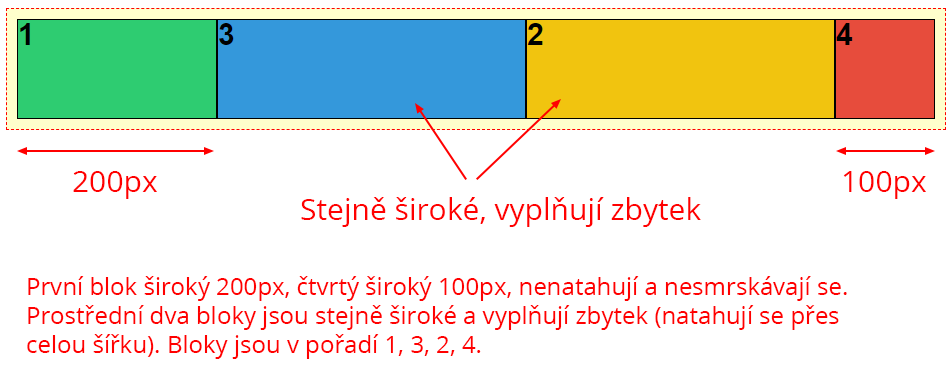 1 3 2 4
200px 100px
Stejně široké, vyplňují zbytek
První blok široký 200px, čtvrtý široký 100px, nenatahují a nesmrskávají se.
Prostřední dva bloky jsou stejně široké a vyplňují zbytek (natahují se přes
celou šířku). Bloky jsou v pořadí 1, 3, 2, 4.